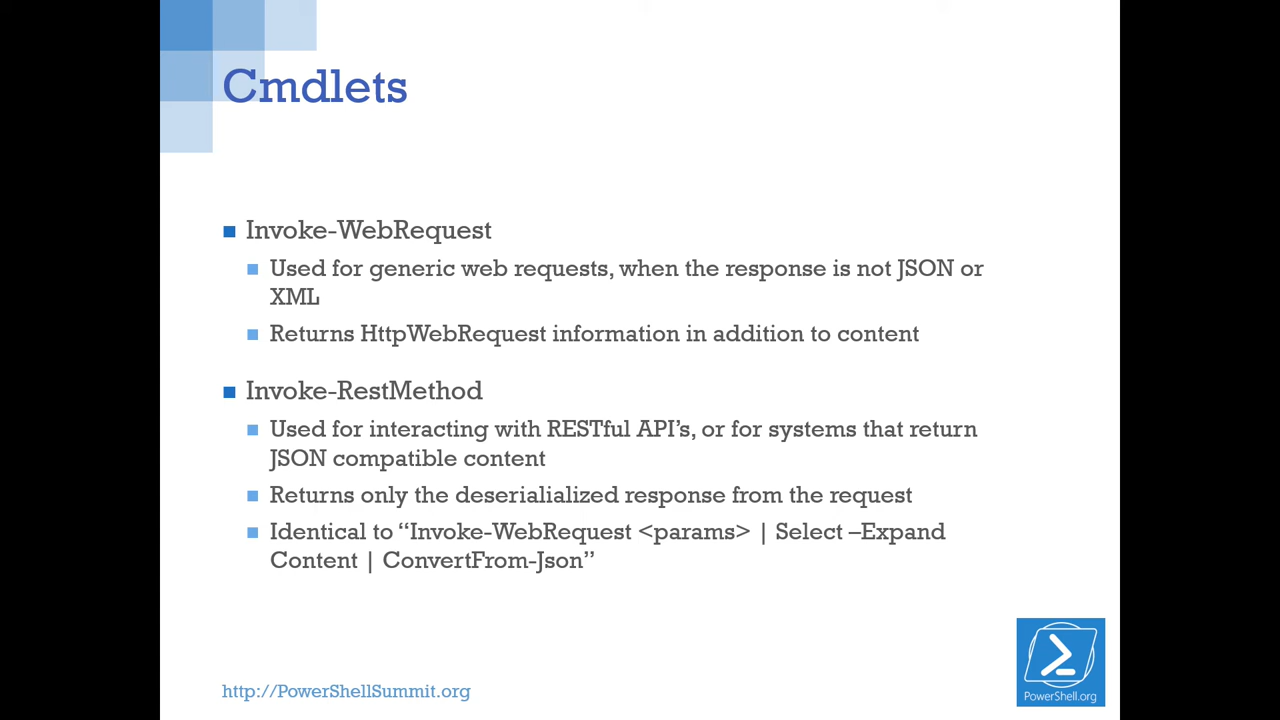 Cmdlets
Invoke-WebRequest
Used for generic web requests, when the response is not JSON or
XML
Returns HttpWebRequest information in addition to content
Invoke-RestMethod
Used for interacting with RESTful API’s, or for systems that return
JSON compatible content
Returns only the deserialialized response from the request
Identical to “Invoke-WebRequest <params> | Select –Expand
Content | ConvertFrom-Json”
http://PowerShellSummit.org
PowerShell.org